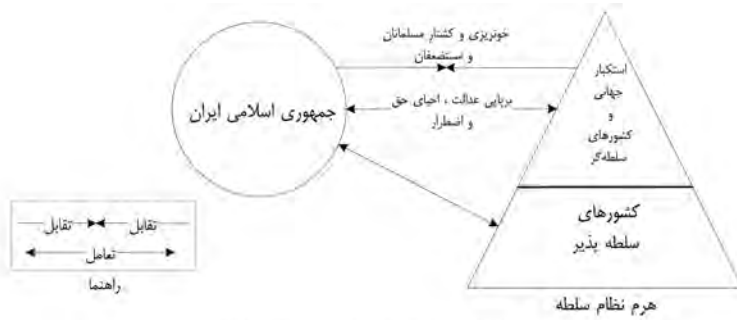 خونریزی و کشتار مسلمانان
و مستضعفان
برپایی عدالت ، احیای حق
و اضطرار
جمهوری اسلامی ایران
استکبار
جهانی
و
کشورهای
سلطه‌گر
کشورهای
سلطه پذیر
هرم نظام سلطه
تقابل تقابل
تعامل
راهنما